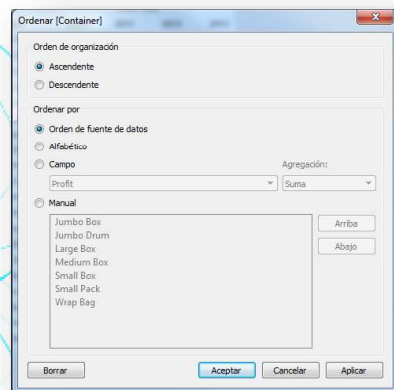 Ordenar [Container]
Orden de organización
Ascendente
Descendente
Ordenar por
Orden de fuente de datos
Alfabético
Campo
Agregación:
Profit
Suma
Manual
Jumbo Box
Jumbo Drum
Large Box
Medium Box
Small Box
Small Pack
Wrap Bag
Arriba
Abajo
Borrar
Aceptar
Cancelar
Aplicar